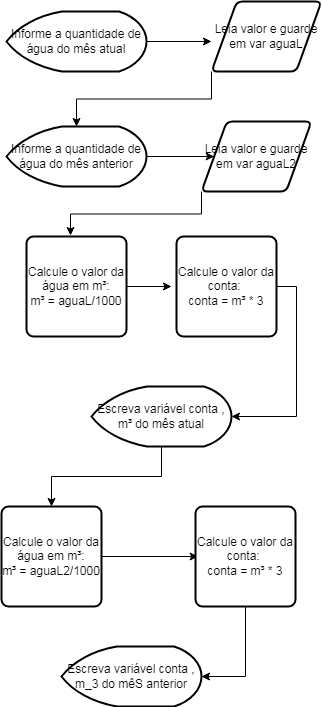 Informe a quantidade de
água do mês atual
Leia valor e guarde
em var aguaL
Informe a quantidade de
água do mês anterior
Leia valor e guarde
em var aguaL2
Calcule o valor da
água em m³:
m³ = aguaL/1000
Calcule o valor da
conta:
conta = m³ * 3
Escreva variável conta ,
m³ do mês atual
Calcule o valor da
água em m³:
m³ = aguaL2/1000
Calcule o valor da
conta:
conta = m³ * 3
Escreva variável conta ,
m_3 do mêS anterior